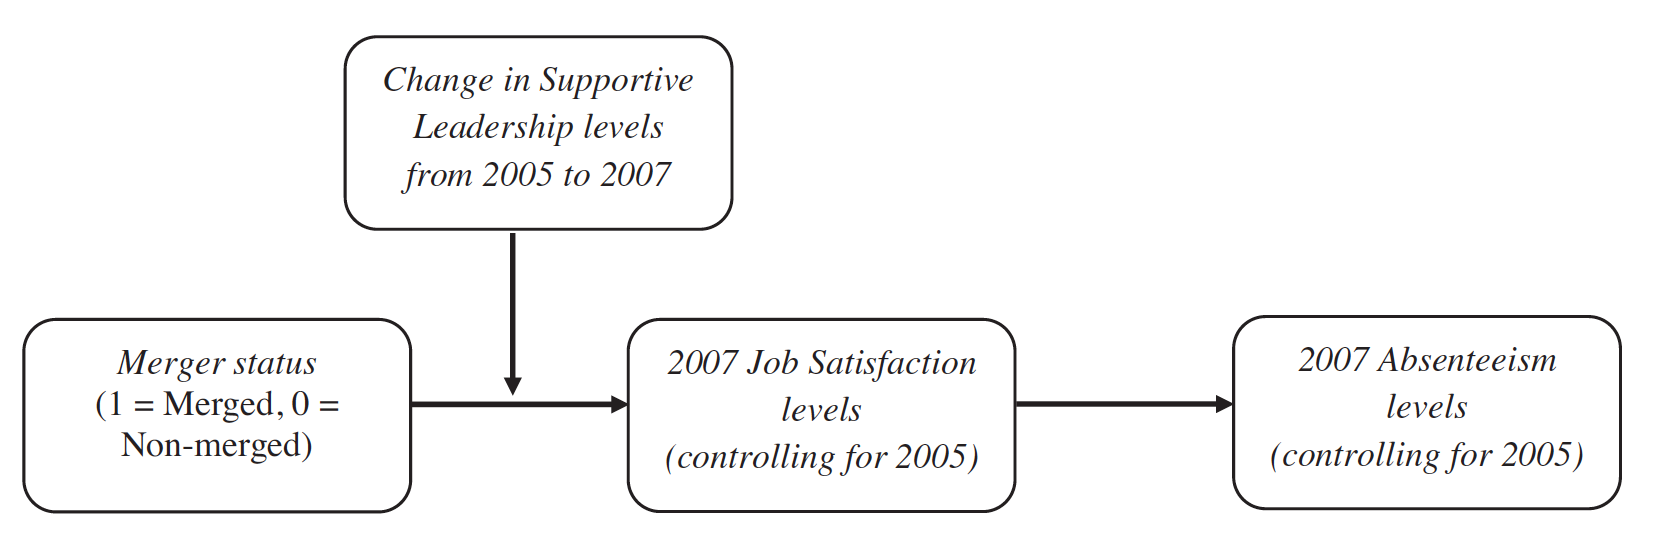 Change in Supportive
Leadership levels
from 2005 to 2007
Merger status
(1 = Merged, 0 =
Non-merged)
2007 Job Satisfaction
levels
(controlling for 2005)
2007 Absenteeism
levels
(controlling for 2005)